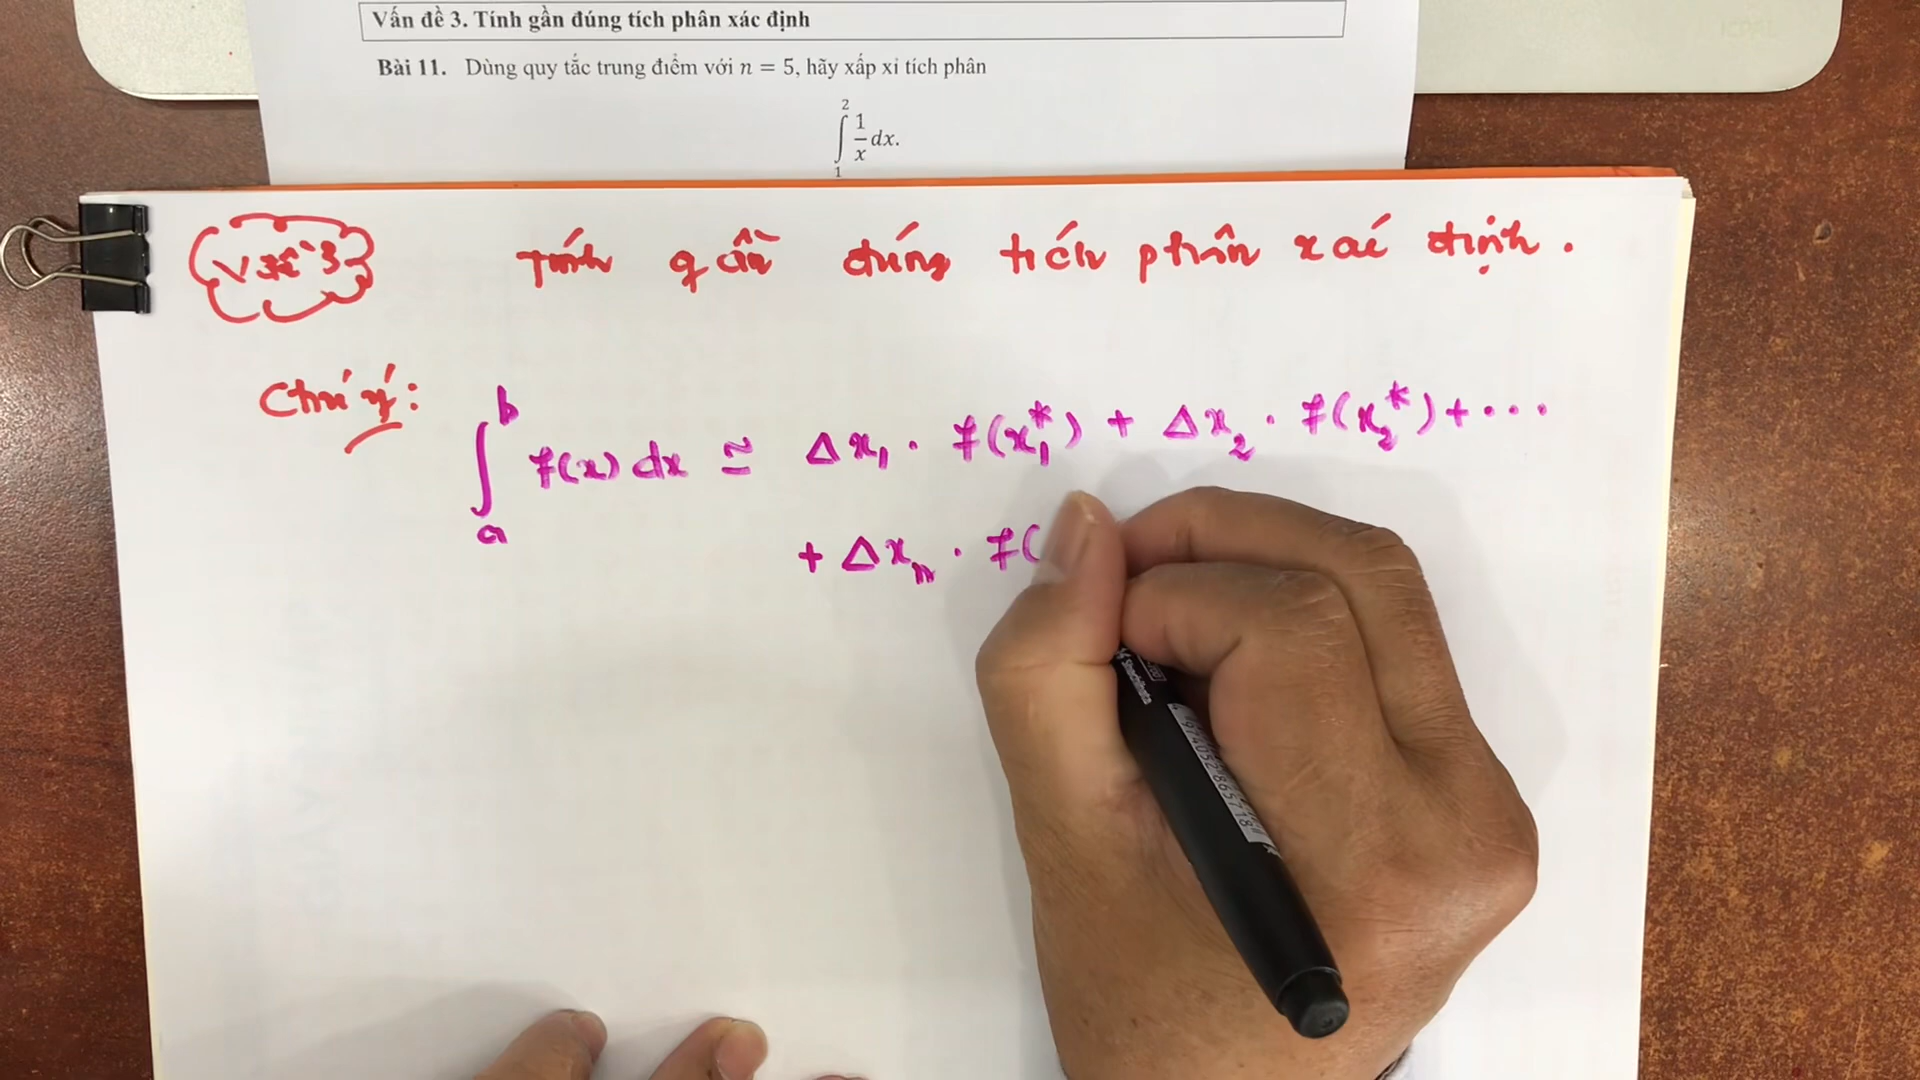 Vấn đề 3. Tính gần đúng tích phân xác định
Bài 11. Dùng quy tắc trung điểm với n = 5, hãy xấp xỉ tích phân
∫₁² 1/x dx.
Vđề 3 Tính gần đúng tích phân xác định.
Chú ý:
∫ₐᵇ f(x) dx ≃ Δx₁ · f(x₁*) + Δx₂ · f(x₂*) + ···
+ Δxₙ · f(